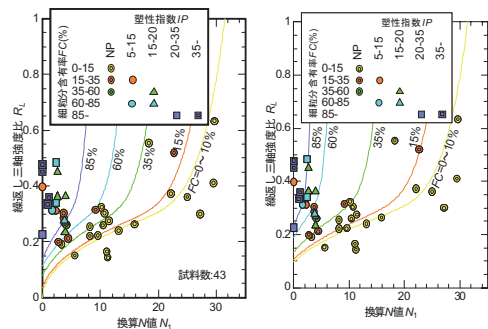 塑性指数IP
細粒分含有率FC(%)
NP
5-15
15-20
20-35
35-
0-15
15-35
35-60
60-85
85-
1
0.8
0.6
0.4
0.2
0
繰返し三軸強度比 RL
85%
60%
35%
15%
FC=0~10%
試料数:43
0 10 20 30
換算N値 N1
塑性指数IP
細粒分含有率FC(%)
NP
5-15
15-20
20-35
35-
0-15
15-35
35-60
60-85
85-
1
0.8
0.6
0.4
0.2
0
繰返し三軸強度比 RL
85%
60%
35%
15%
FC=0~10%
0 10 20 30
換算N値 N1